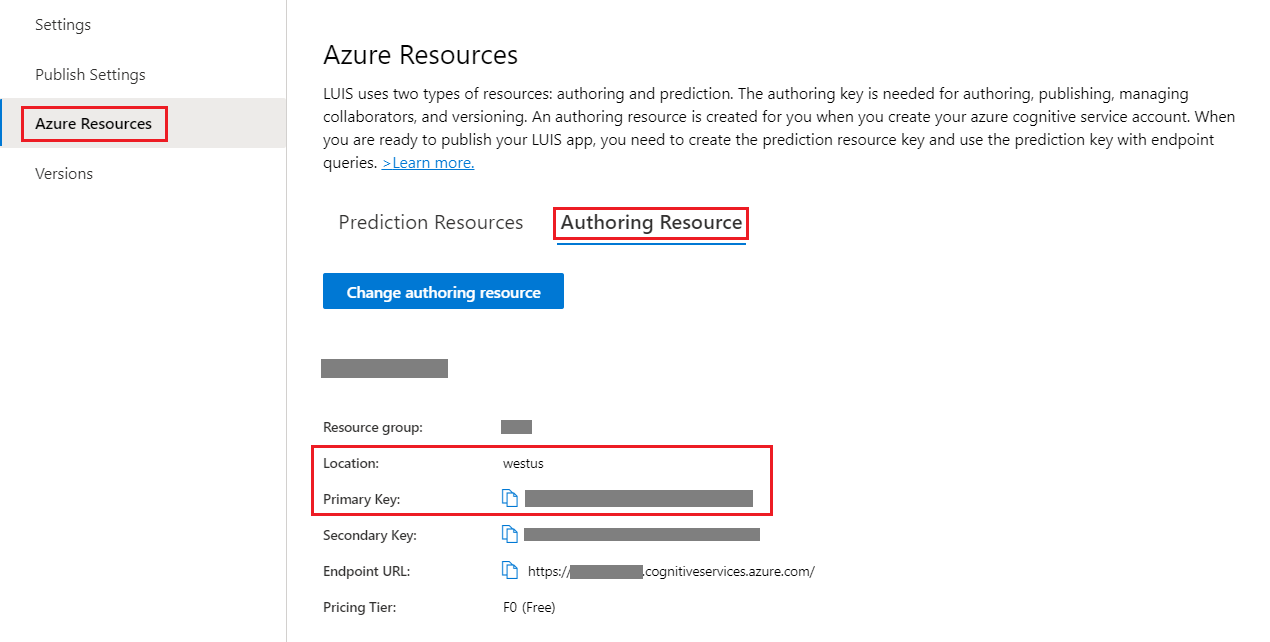 Settings
Publish Settings
Azure Resources
Versions
Azure Resources
LUIS uses two types of resources: authoring and prediction. The authoring key is needed for authoring, publishing, managing
collaborators, and versioning. An authoring resource is created for you when you create your azure cognitive service account. When
you are ready to publish your LUIS app, you need to create the prediction resource key and use the prediction key with endpoint
queries. >Learn more.
Prediction Resources Authoring Resource
Change authoring resource
Resource group:
Location: westus
Primary Key:
Secondary Key:
Endpoint URL: https:// .cognitiveservices.azure.com/
Pricing Tier: F0 (Free)